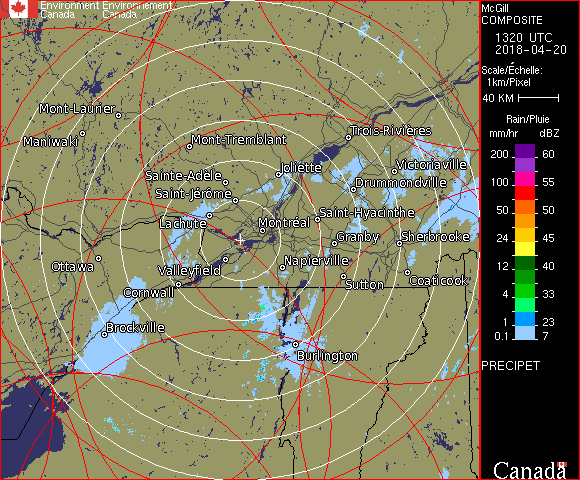 Environment Environnement
Canada Canada
McGill
COMPOSITE
1320 UTC
2018-04-20
Scale/Échelle:
1km/Pixel
40 KM
Rain/Pluie
mm/hr dBZ
200 60
150 57
100 55
50 50
24 45
12 40
4 33
1 23
0.1 7
PRECIPET
Canada
Mont-Laurier
Maniwaki
Mont-Tremblant
Trois-Rivières
Joliette
Victoriaville
Sainte-Adèle
Drummondville
Saint-Jérôme
Saint-Hyacinthe
Lachute
Montréal
Granby
Sherbrooke
Ottawa
Valleyfield
Napierville
Sutton
Coaticook
Cornwall
Brockville
Burlington